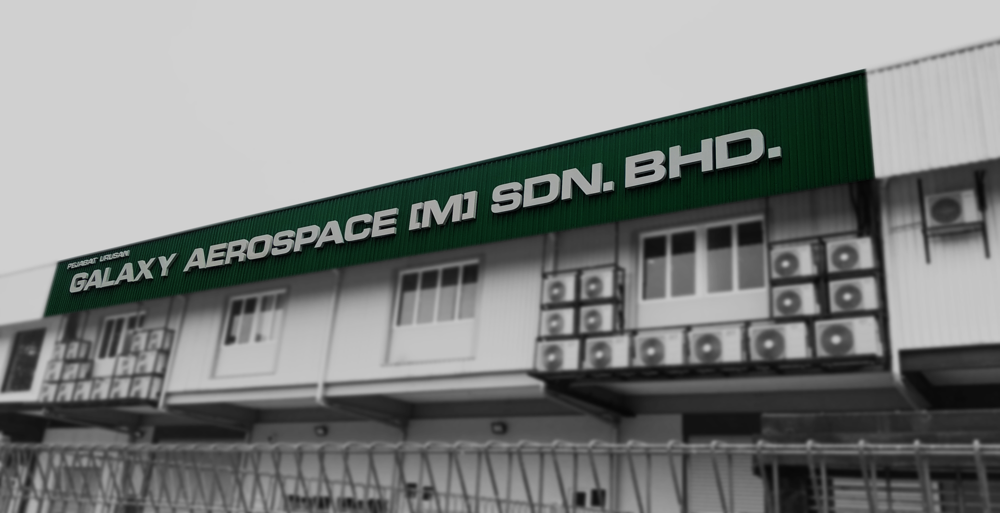 PEJABAT URUSAN
GALAXY AEROSPACE [M] SDN. BHD.